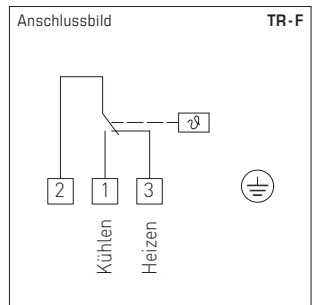 Anschlussbild TR-F
ϑ
2 1 3
Kühlen
Heizen